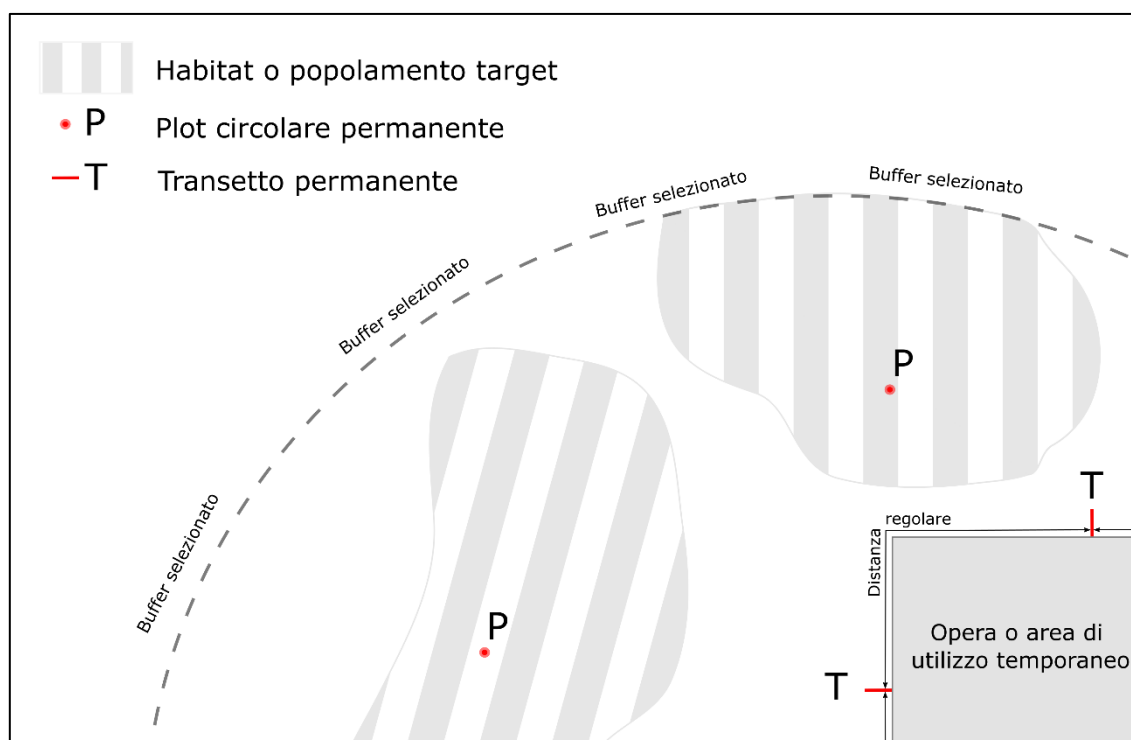 Habitat o popolamento target
P Plot circolare permanente
T Transetto permanente
Buffer selezionato
Buffer selezionato
Buffer selezionato
Buffer selezionato
P
T
regolare
Distanza
P
Opera o area di
utilizzo temporaneo
T